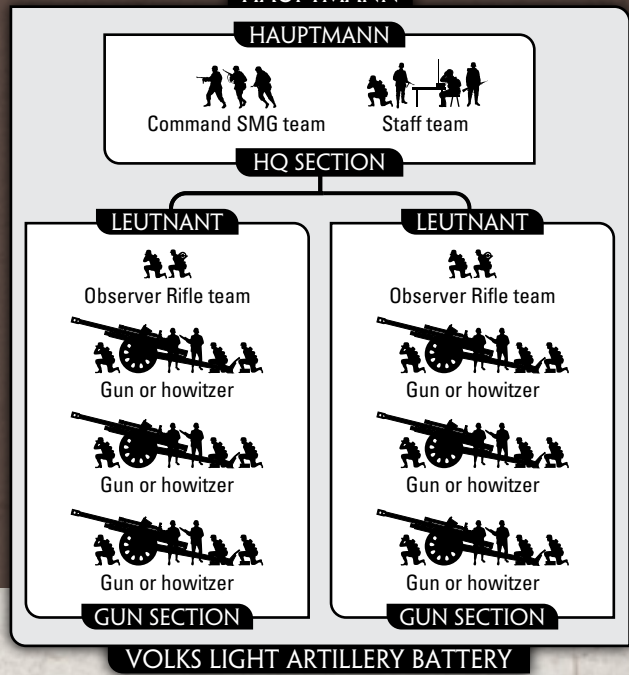 HAUPTMANN
HAUPTMANN
Command SMG team
Staff team
HQ SECTION
LEUTNANT
Observer Rifle team
Gun or howitzer
Gun or howitzer
Gun or howitzer
GUN SECTION
LEUTNANT
Observer Rifle team
Gun or howitzer
Gun or howitzer
Gun or howitzer
GUN SECTION
VOLKS LIGHT ARTILLERY BATTERY